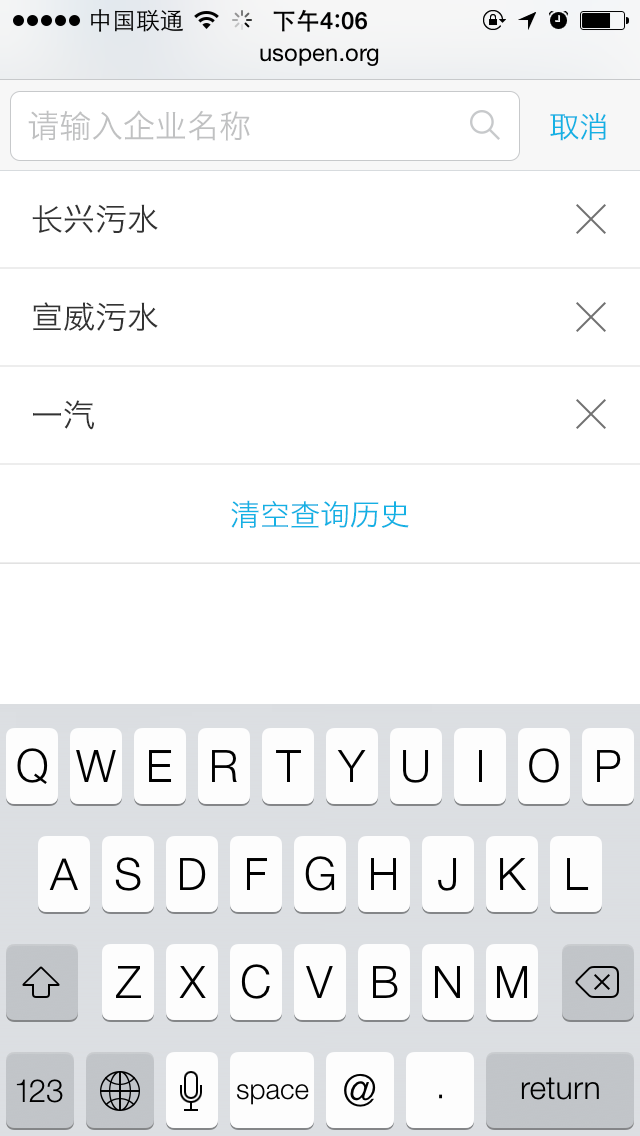 中国联通 下午4:06
usopen.org
请输入企业名称 取消
长兴污水
宣威污水
一汽
清空查询历史
Q W E R T Y U I O P
A S D F G H J K L
Z X C V B N M
123 space @ . return